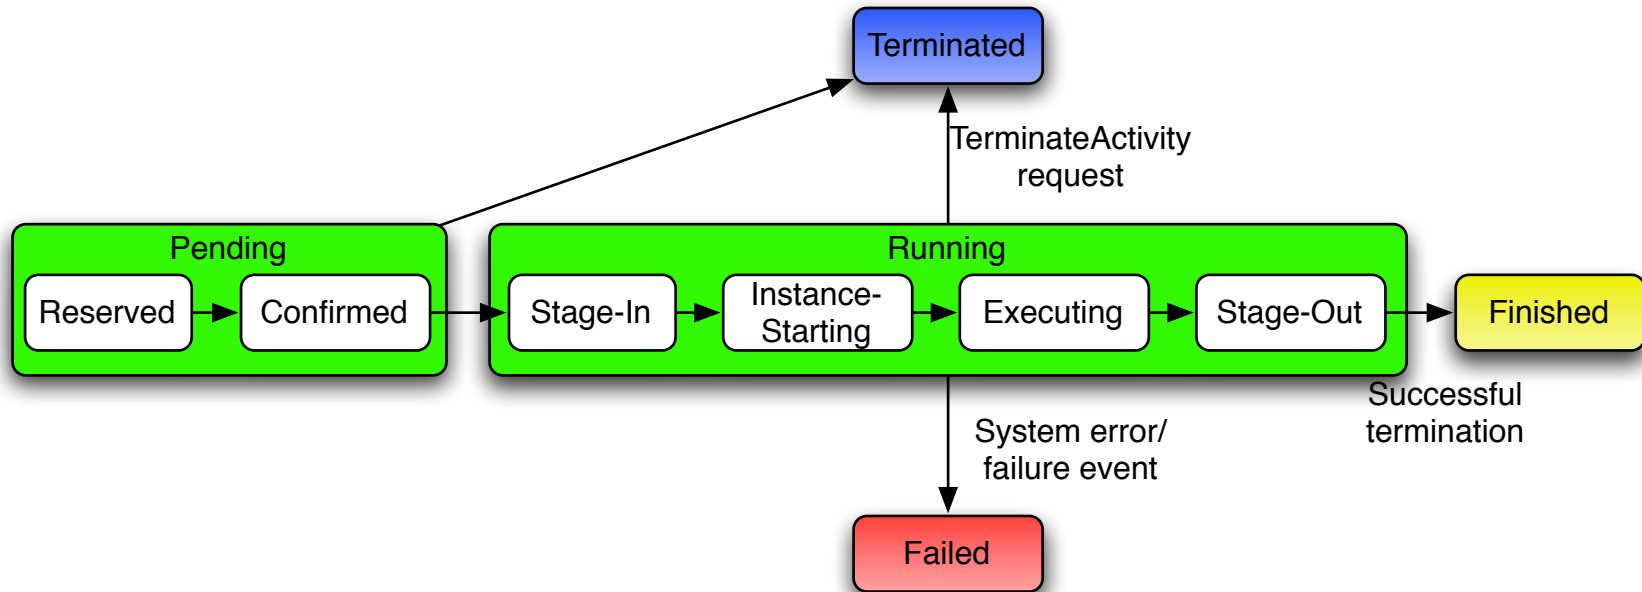 Terminated
TerminateActivity
request
Pending
Running
Reserved
Confirmed
Stage-In
Instance-
Starting
Executing
Stage-Out
Finished
Successful
termination
System error/
failure event
Failed